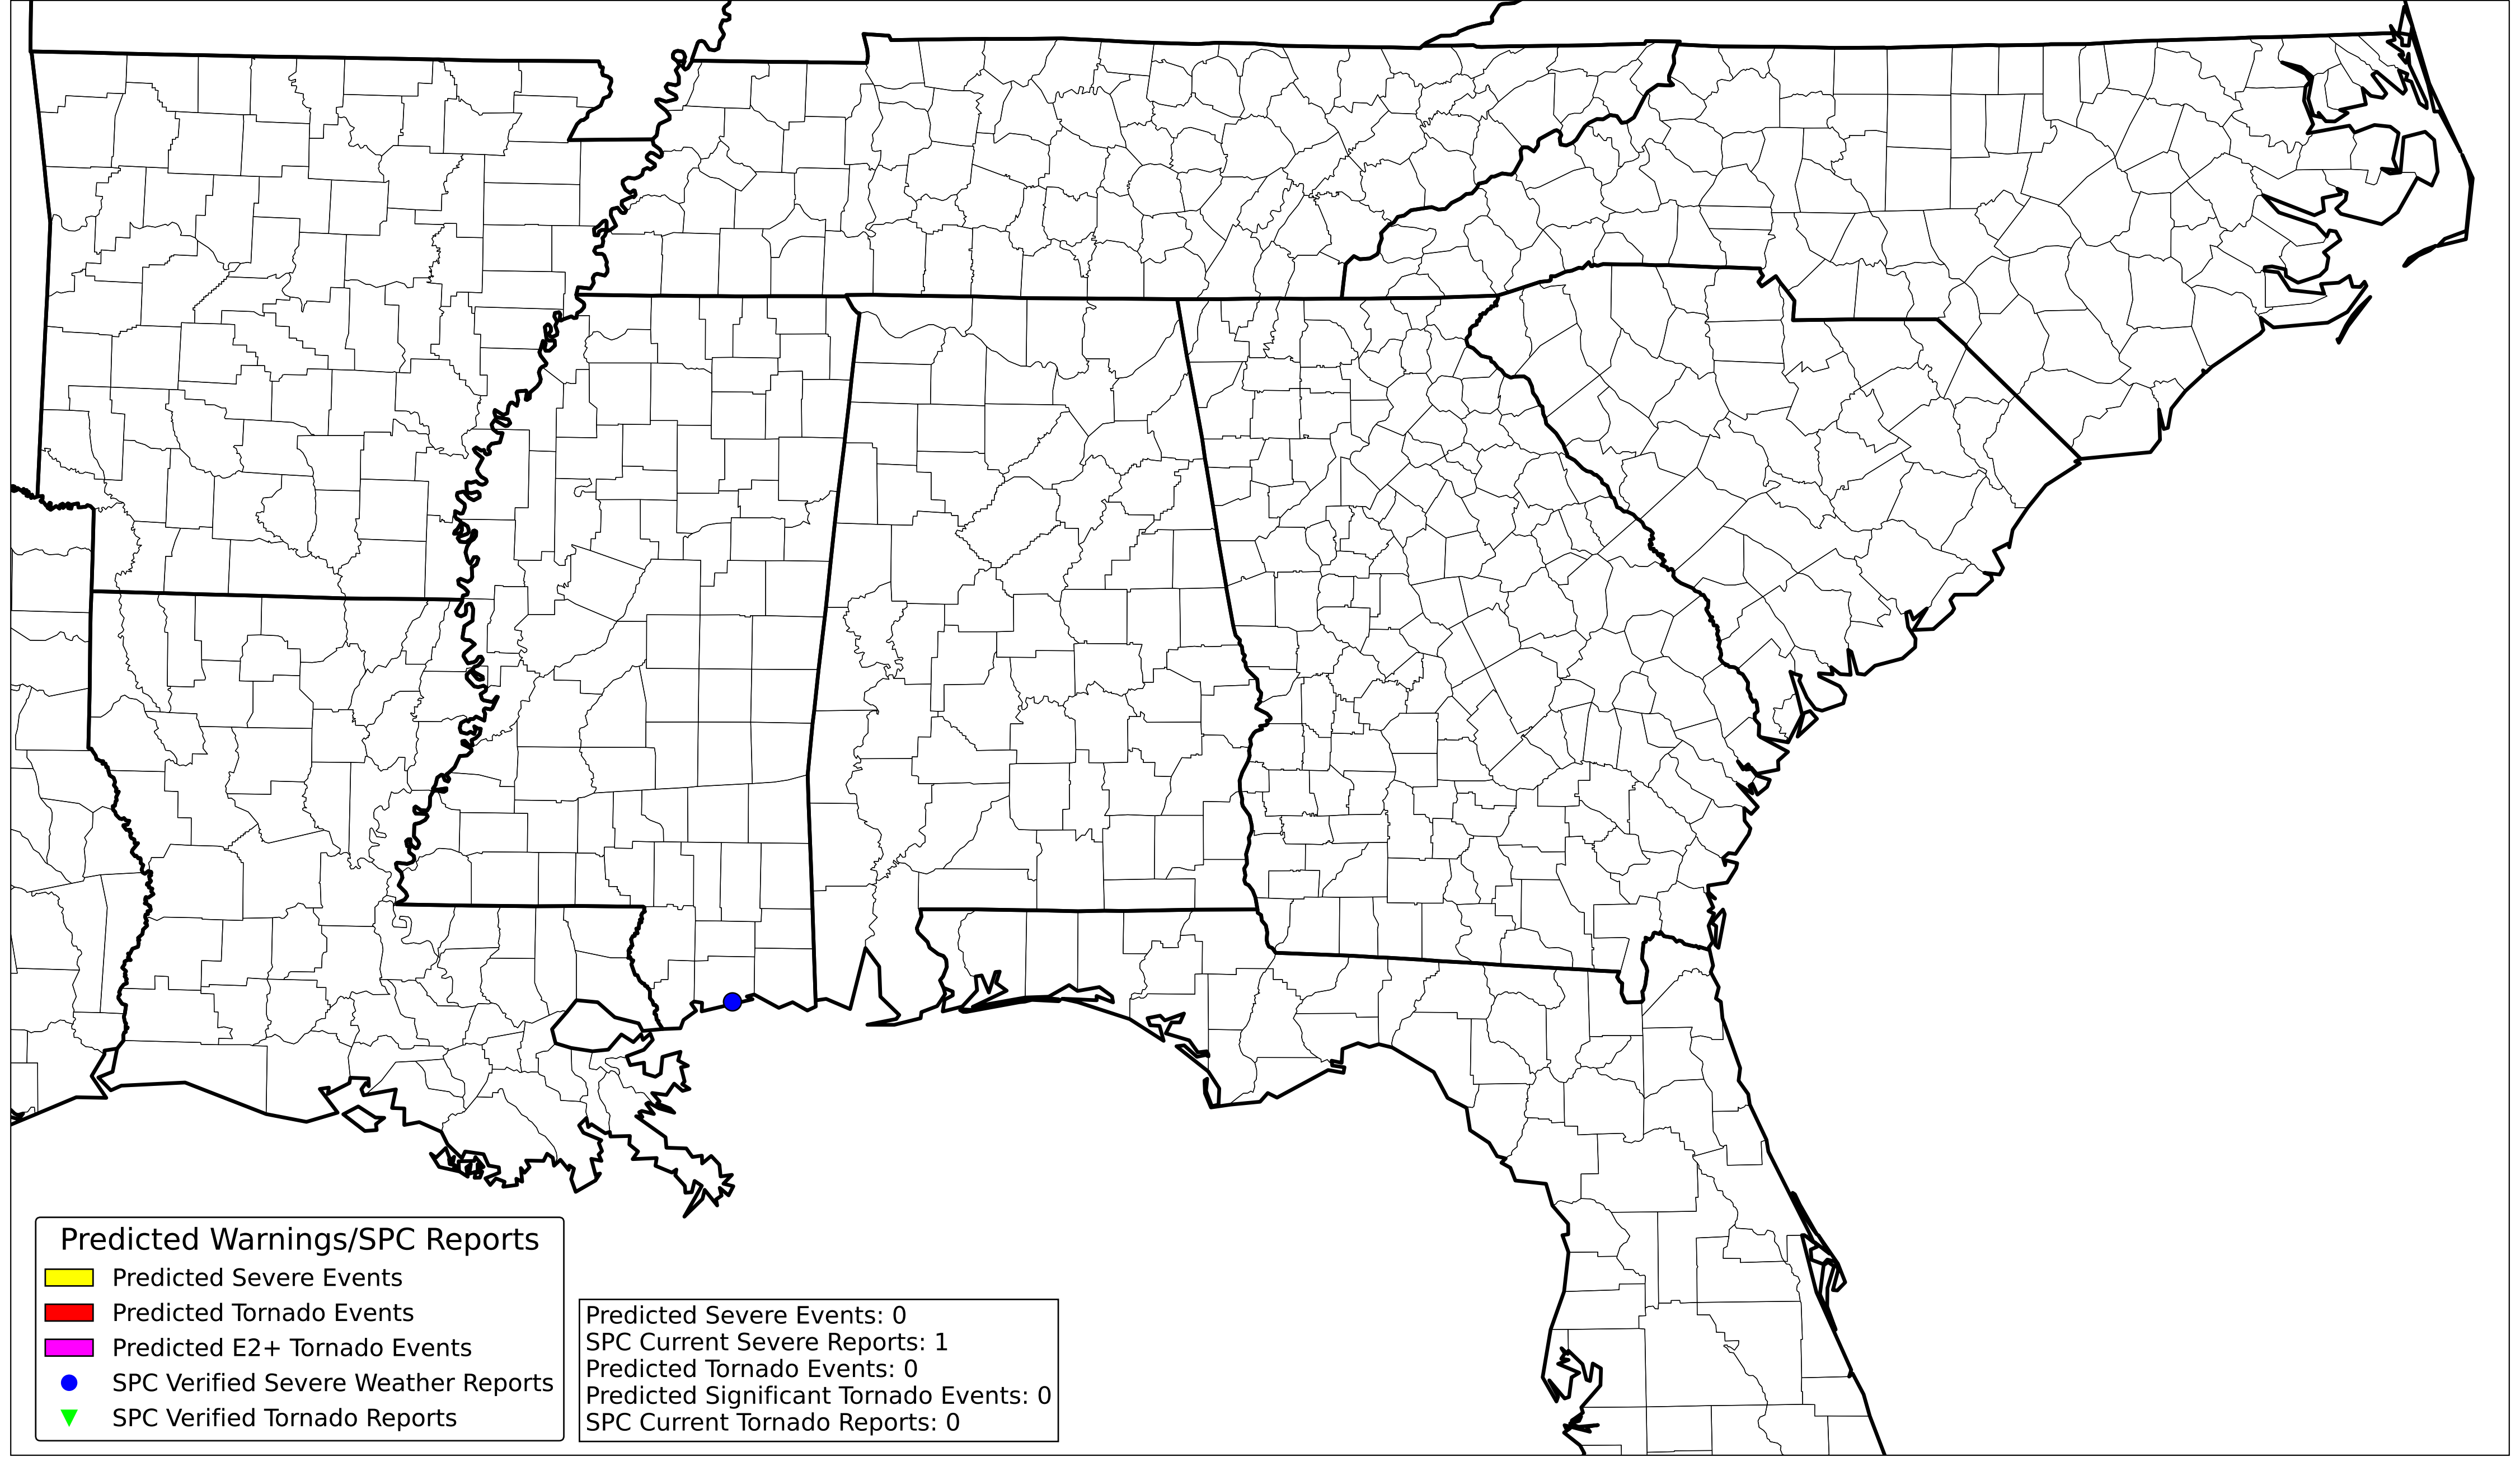 Predicted Warnings/SPC Reports
Predicted Severe Events
Predicted Tornado Events
Predicted E2+ Tornado Events
SPC Verified Severe Weather Reports
SPC Verified Tornado Reports
Predicted Severe Events: 0
SPC Current Severe Reports: 1
Predicted Tornado Events: 0
Predicted Significant Tornado Events: 0
SPC Current Tornado Reports: 0